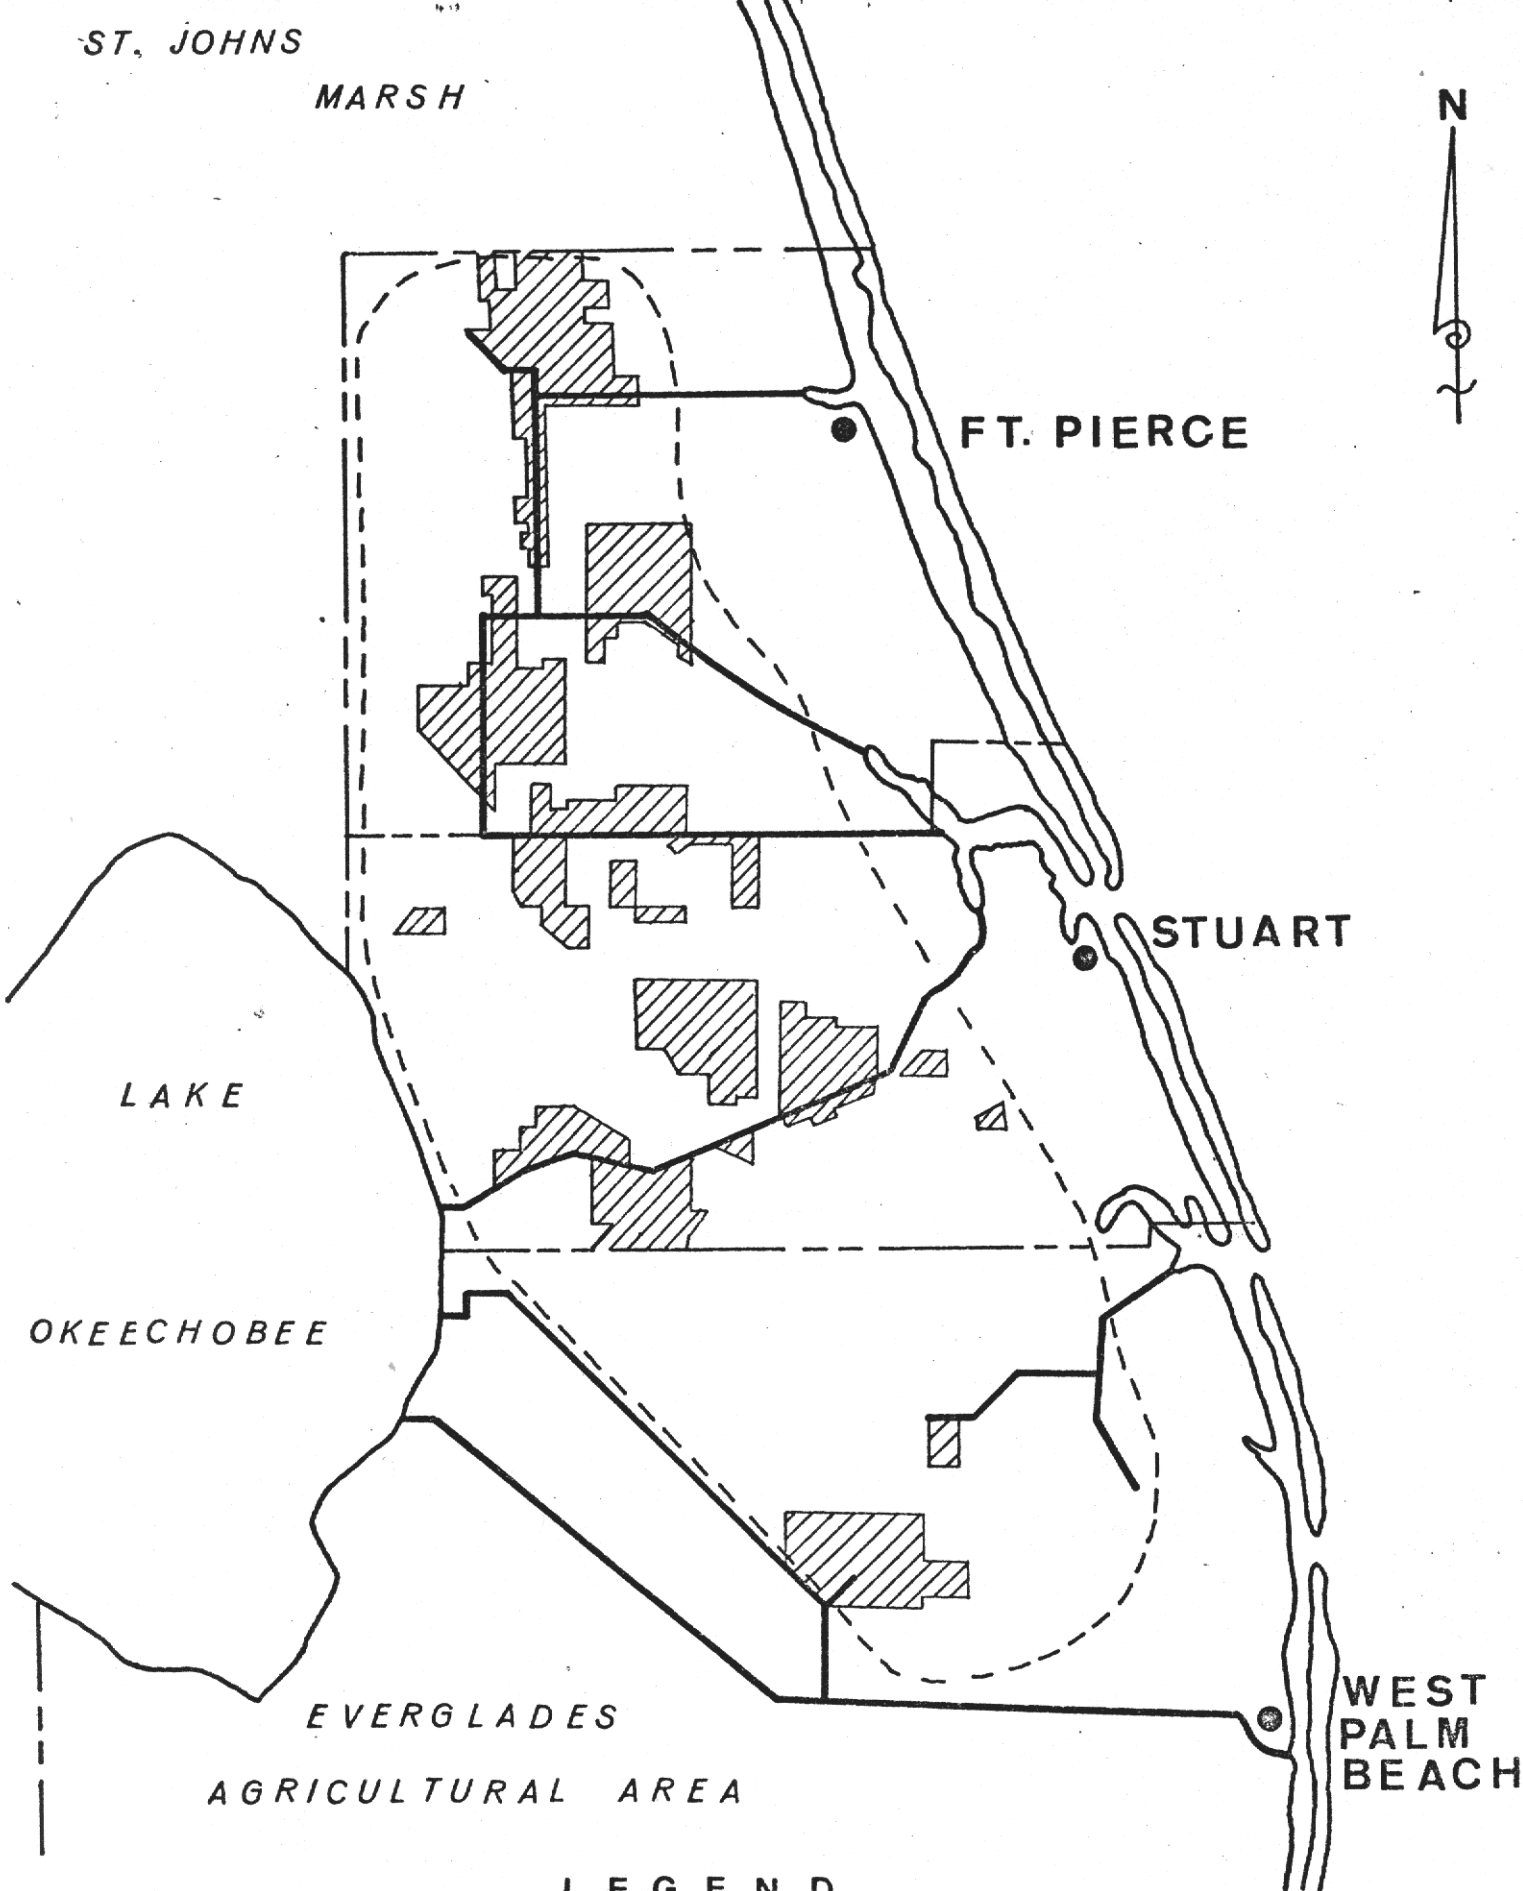 ST. JOHNS
MARSH
N
FT. PIERCE
STUART
LAKE
OKEECHOBEE
WEST
PALM
BEACH
EVERGLADES
AGRICULTURAL AREA
LEGEND